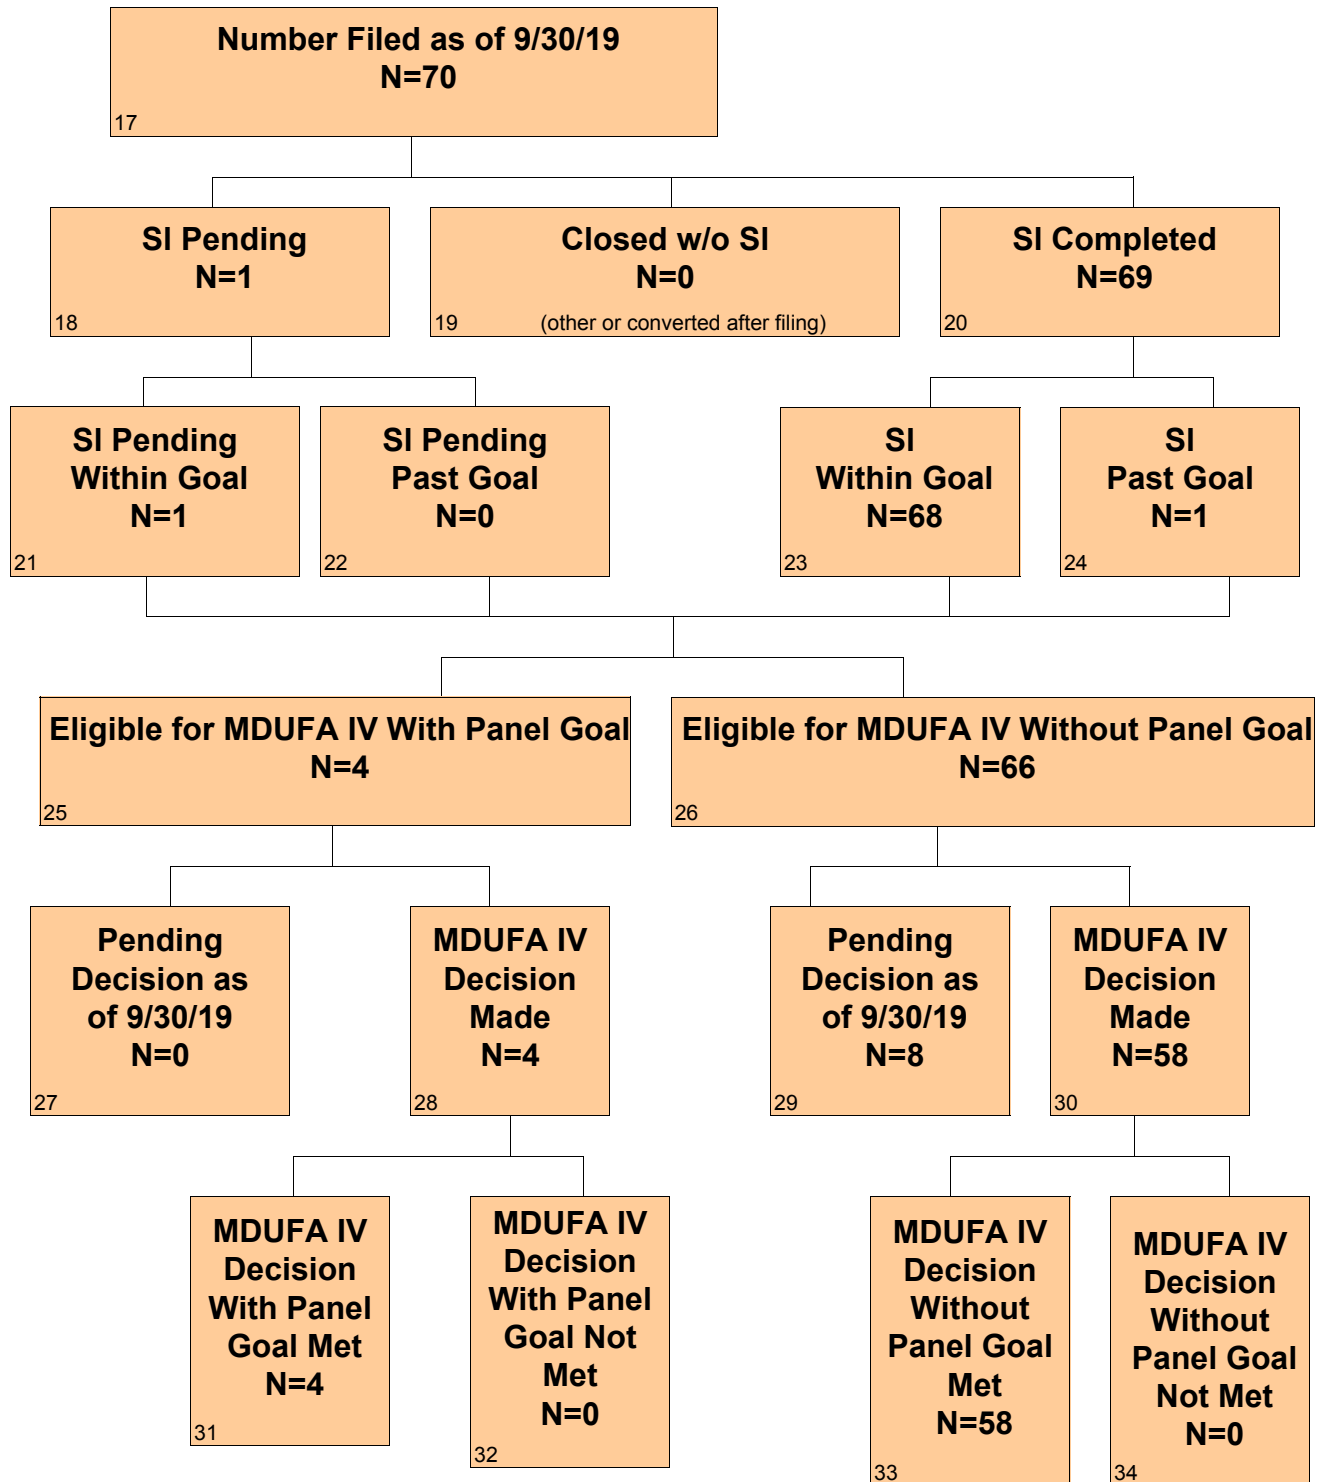 Number Filed as of 9/30/19
N=70
17
SI Pending
N=1
18
Closed w/o SI
N=0
19 (other or converted after filing)
SI Completed
N=69
20
SI Pending
Within Goal
N=1
21
SI Pending
Past Goal
N=0
22
SI
Within Goal
N=68
23
SI
Past Goal
N=1
24
Eligible for MDUFA IV With Panel Goal
N=4
25
Eligible for MDUFA IV Without Panel Goal
N=66
26
Pending
Decision as
of 9/30/19
N=0
27
MDUFA IV
Decision
Made
N=4
28
Pending
Decision as
of 9/30/19
N=8
29
MDUFA IV
Decision
Made
N=58
30
MDUFA IV
Decision
With Panel
Goal Met
N=4
31
MDUFA IV
Decision
With Panel
Goal Not
Met
N=0
32
MDUFA IV
Decision
Without
Panel Goal
Met
N=58
33
MDUFA IV
Decision
Without
Panel Goal
Not Met
N=0
34